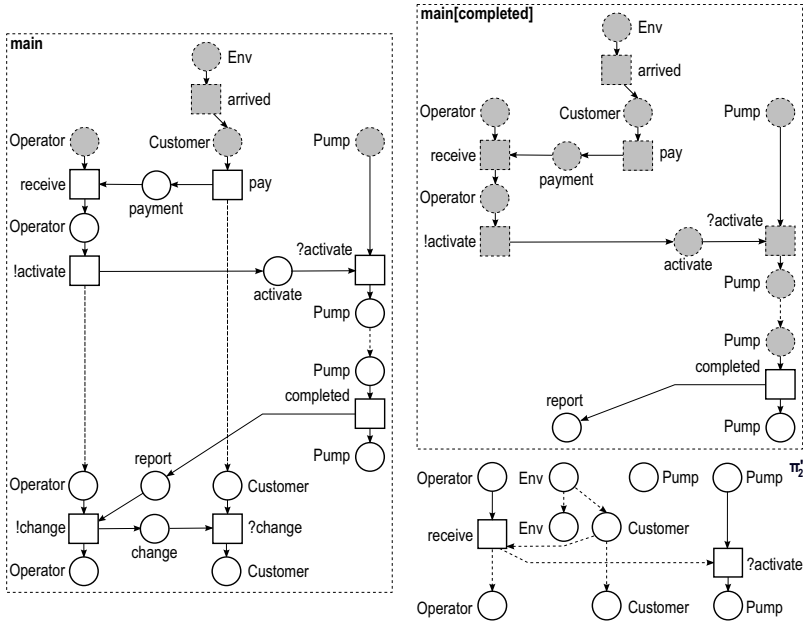 main
Env
arrived
Operator
Customer
Pump
receive
payment
pay
Operator
!activate
?activate
activate
Pump
Pump
completed
report
Pump
Operator
Customer
!change
?change
change
Operator
Customer
main[completed]
Env
arrived
Operator
Customer
Pump
receive
pay
payment
Operator
?activate
!activate
activate
Pump
Pump
completed
report
Pump
π₂'
Operator
Env
Pump
Pump
receive
Env
Customer
?activate
Operator
Customer
Pump